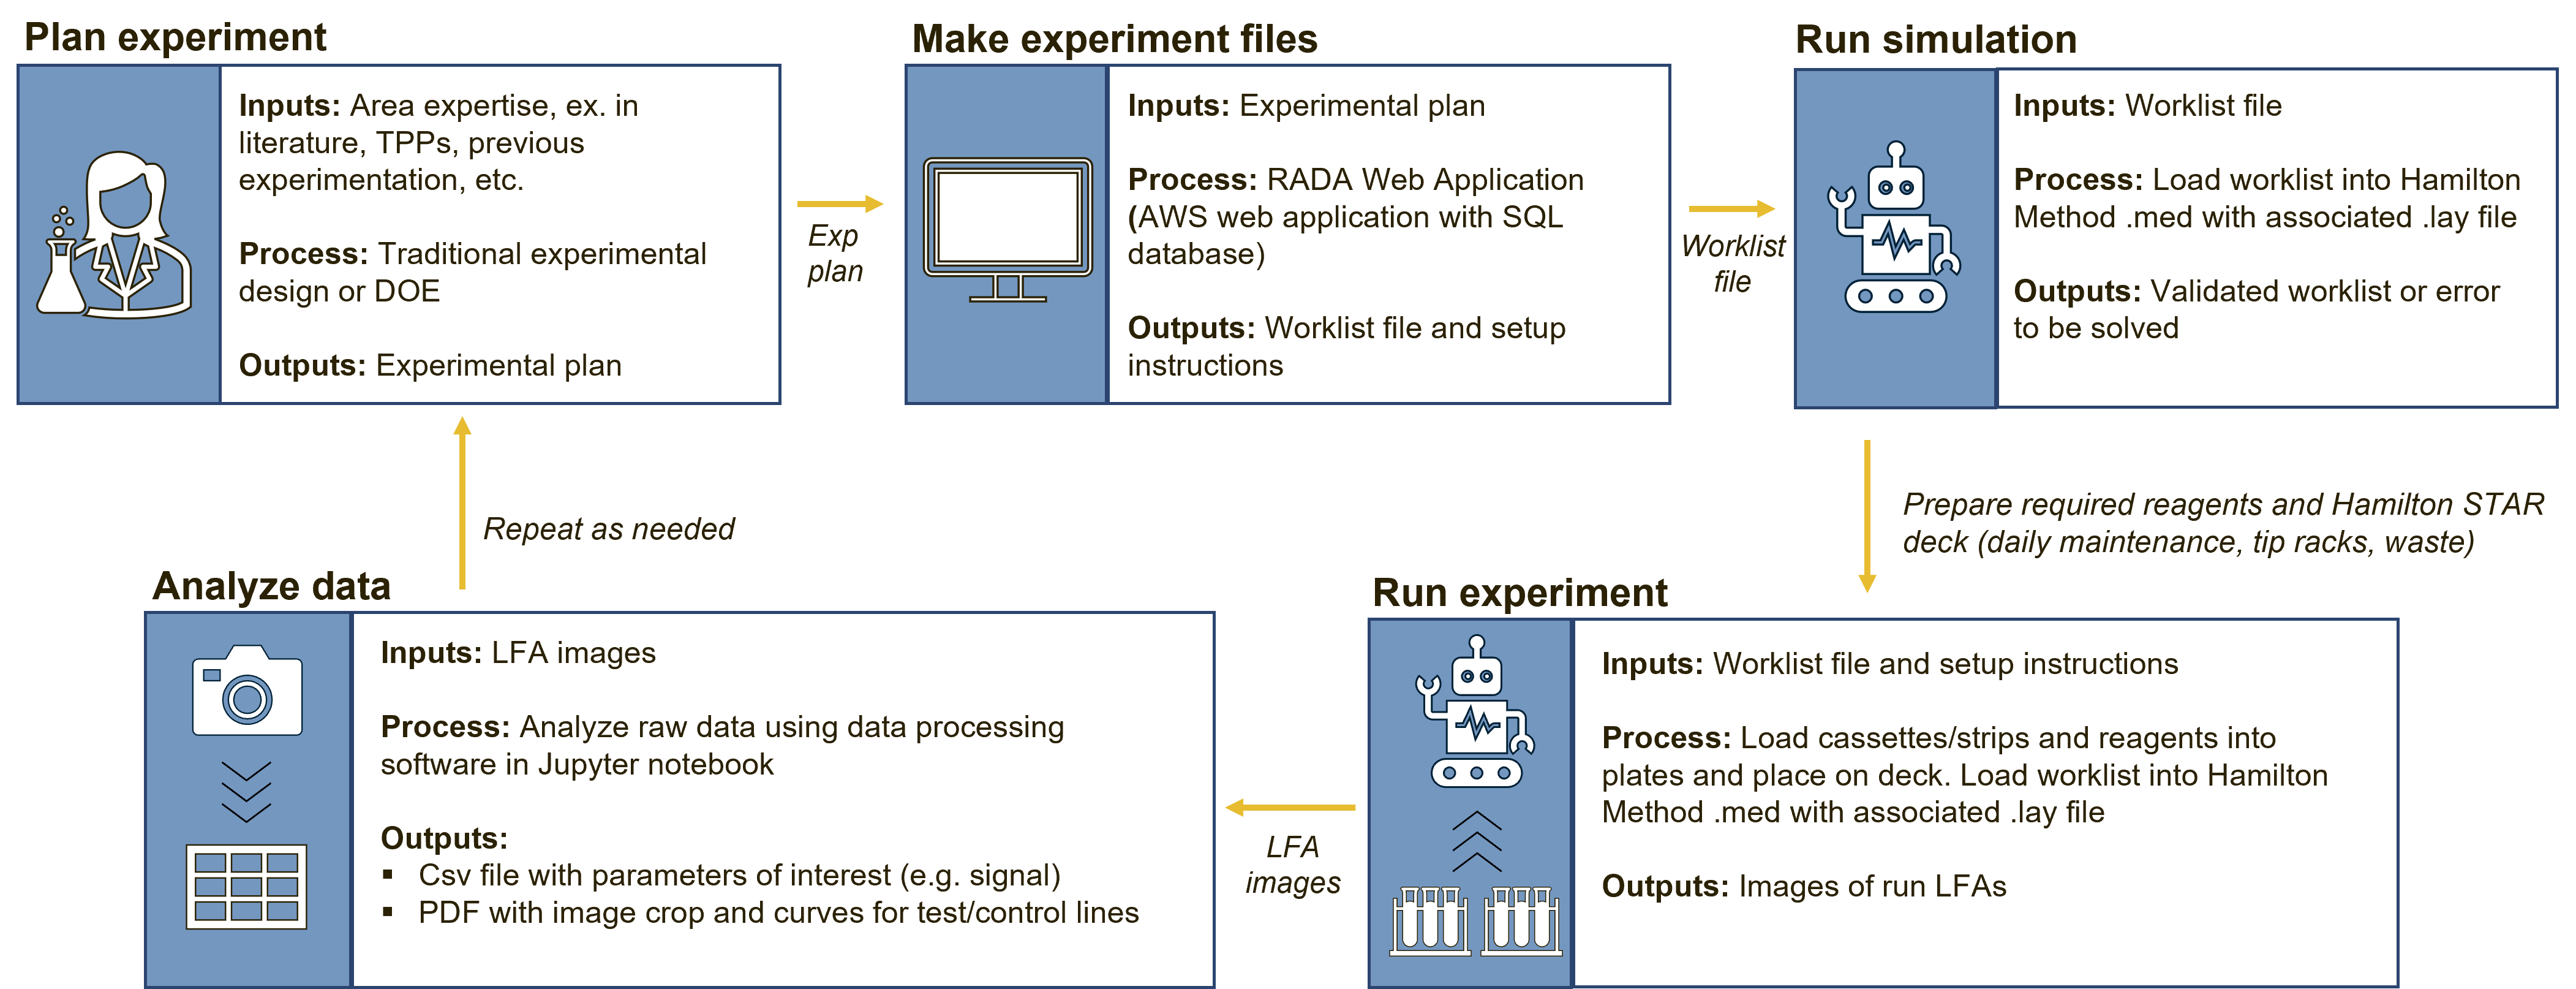 Plan experiment
Inputs: Area expertise, ex. in
literature, TPPs, previous
experimentation, etc.
Process: Traditional experimental
design or DOE
Outputs: Experimental plan
Exp
plan
Make experiment files
Inputs: Experimental plan
Process: RADA Web Application
(AWS web application with SQL
database)
Outputs: Worklist file and setup
instructions
Worklist
file
Run simulation
Inputs: Worklist file
Process: Load worklist into Hamilton
Method .med with associated .lay file
Outputs: Validated worklist or error
to be solved
Prepare required reagents and Hamilton STAR
deck (daily maintenance, tip racks, waste)
Run experiment
Inputs: Worklist file and setup instructions
Process: Load cassettes/strips and reagents into
plates and place on deck. Load worklist into Hamilton
Method .med with associated .lay file
Outputs: Images of run LFAs
LFA
images
Analyze data
Inputs: LFA images
Process: Analyze raw data using data processing
software in Jupyter notebook
Outputs:
▪ Csv file with parameters of interest (e.g. signal)
▪ PDF with image crop and curves for test/control lines
Repeat as needed